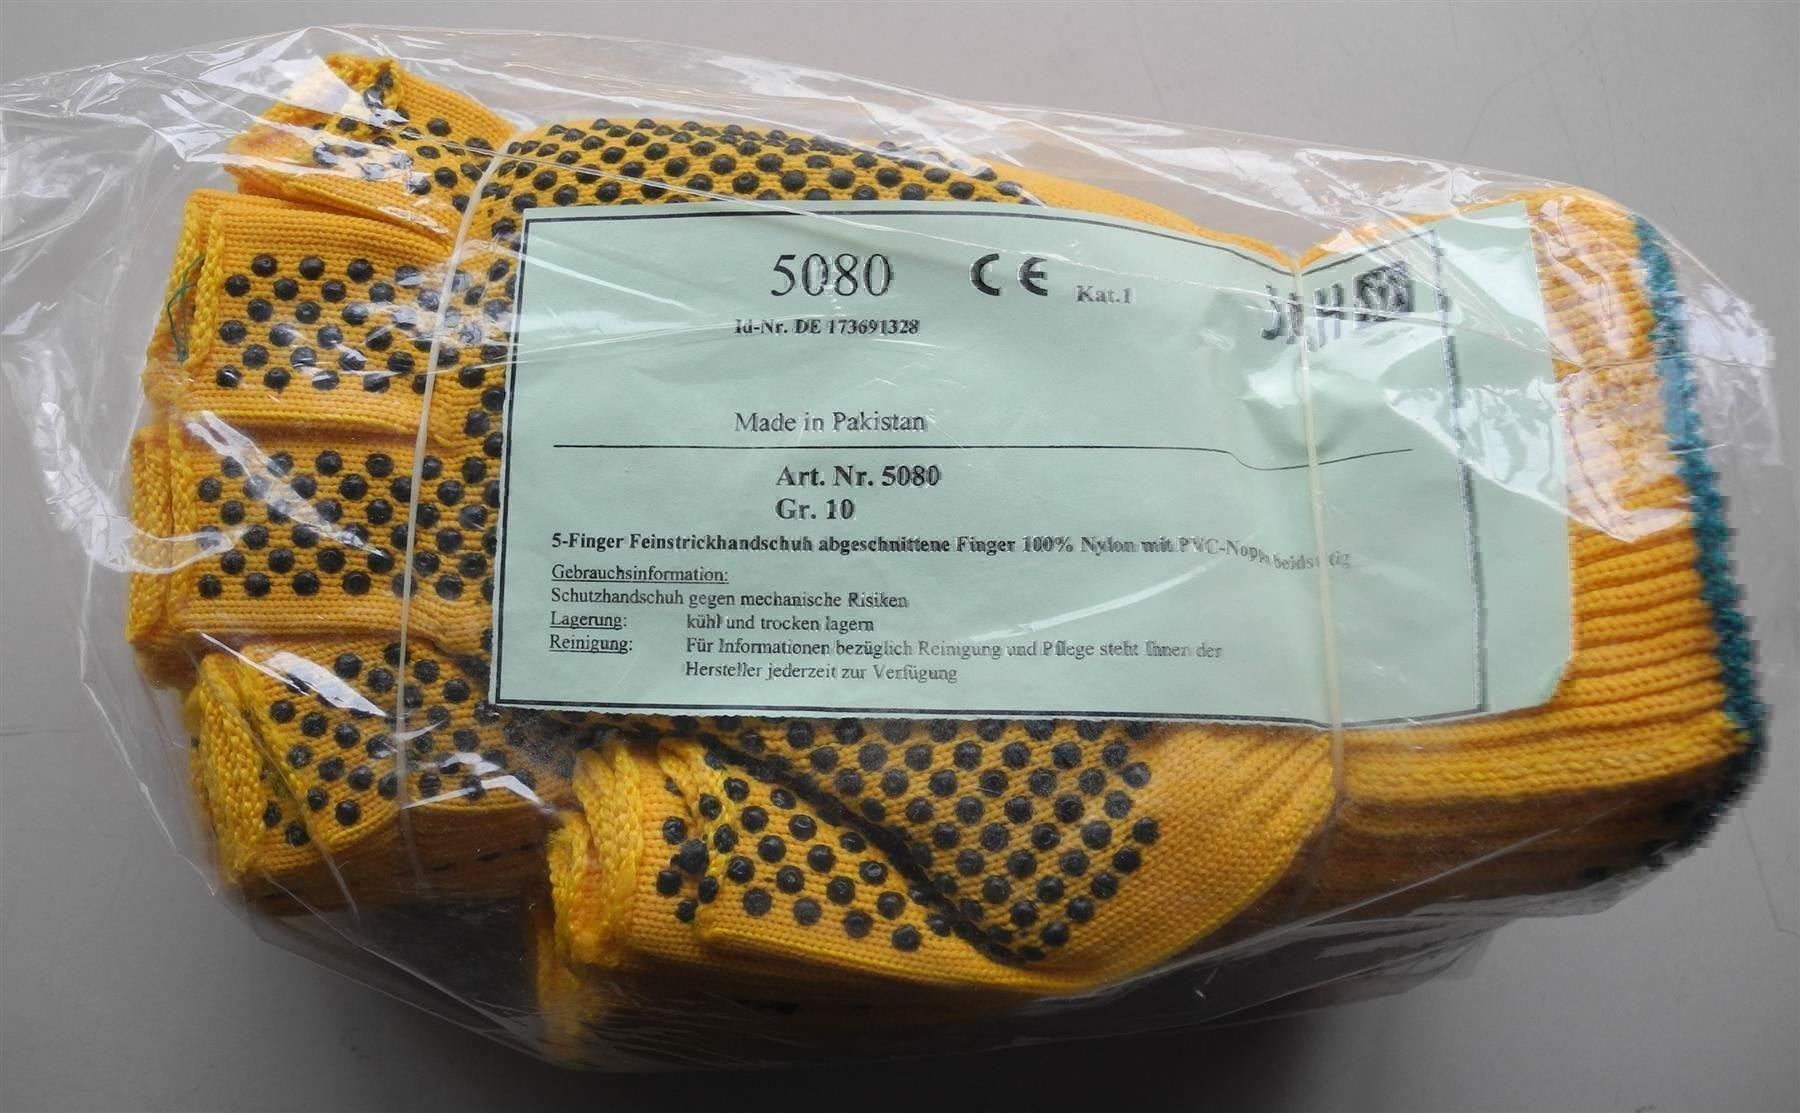 5080 CE Kat.1
Id-Nr. DE 173691328
Made in Pakistan
Art. Nr. 5080
Gr. 10
5-Finger Feinstrickhandschuh abgeschnittene Finger 100% Nylon mit PVC-Noppen beidseitig
Gebrauchsinformation:
Schutzhandschuh gegen mechanische Risiken
Lagerung: kühl und trocken lagern
Reinigung: Für Informationen bezüglich Reinigung und Pflege steht Ihnen der
Hersteller jederzeit zur Verfügung